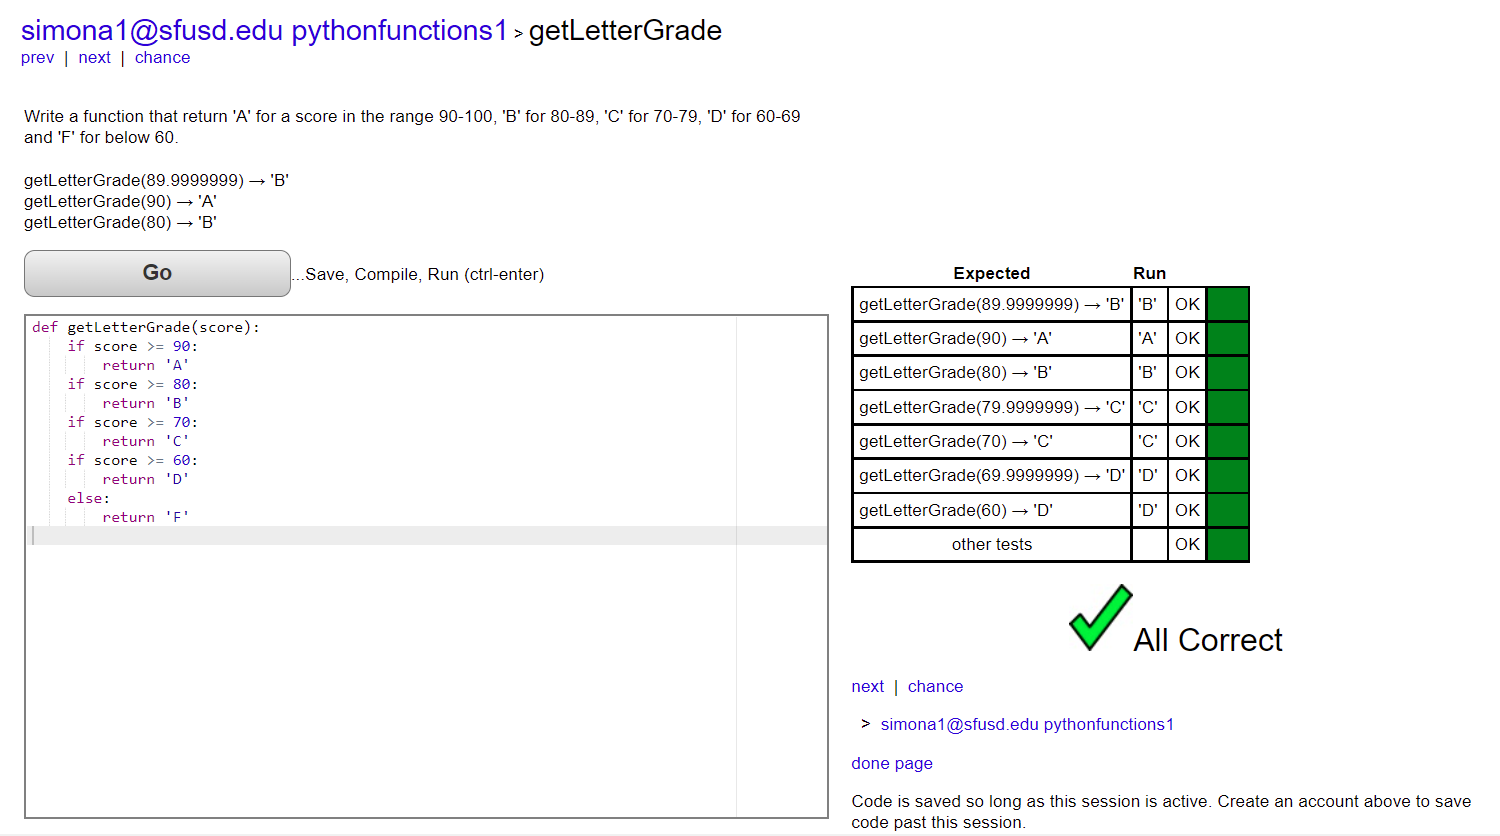 simona1@sfusd.edu pythonfunctions1 > getLetterGrade
prev | next | chance
Write a function that return 'A' for a score in the range 90-100, 'B' for 80-89, 'C' for 70-79, 'D' for 60-69
and 'F' for below 60.
getLetterGrade(89.9999999) → 'B'
getLetterGrade(90) → 'A'
getLetterGrade(80) → 'B'
Go ...Save, Compile, Run (ctrl-enter)
def getLetterGrade(score):
    if score >= 90:
        return 'A'
    if score >= 80:
        return 'B'
    if score >= 70:
        return 'C'
    if score >= 60:
        return 'D'
    else:
        return 'F'
Expected Run
getLetterGrade(89.9999999) → 'B' 'B' OK
getLetterGrade(90) → 'A' 'A' OK
getLetterGrade(80) → 'B' 'B' OK
getLetterGrade(79.9999999) → 'C' 'C' OK
getLetterGrade(70) → 'C' 'C' OK
getLetterGrade(69.9999999) → 'D' 'D' OK
getLetterGrade(60) → 'D' 'D' OK
other tests OK
All Correct
next | chance
> simona1@sfusd.edu pythonfunctions1
done page
Code is saved so long as this session is active. Create an account above to save
code past this session.